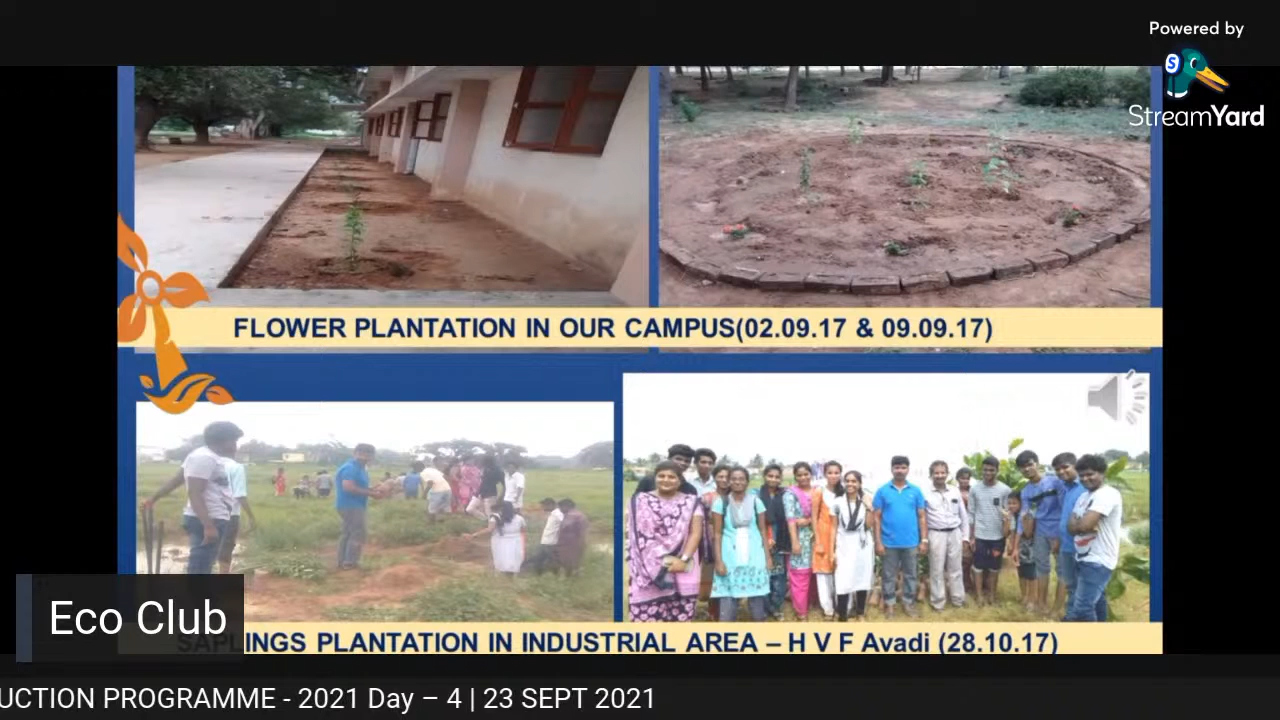 Powered by
S
StreamYard
FLOWER PLANTATION IN OUR CAMPUS(02.09.17 & 09.09.17)
Eco Club
SAPLINGS PLANTATION IN INDUSTRIAL AREA – H V F Avadi (28.10.17)
UCTION PROGRAMME - 2021 Day – 4 | 23 SEPT 2021